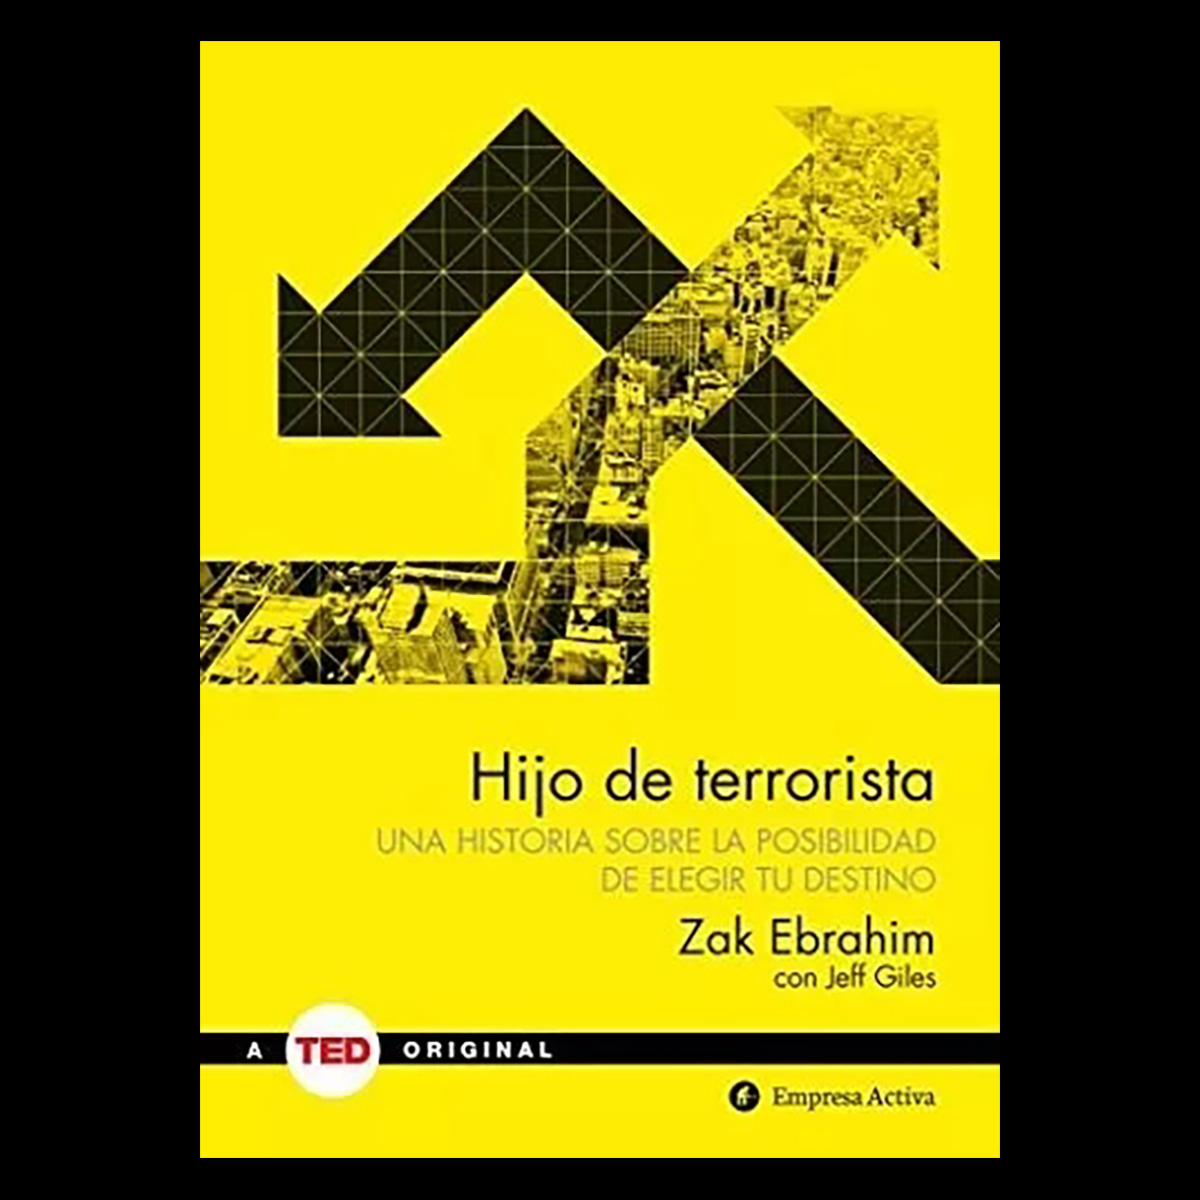 Hijo de terrorista
UNA HISTORIA SOBRE LA POSIBILIDAD
DE ELEGIR TU DESTINO
Zak Ebrahim
con Jeff Giles
A TED ORIGINAL
Empresa Activa